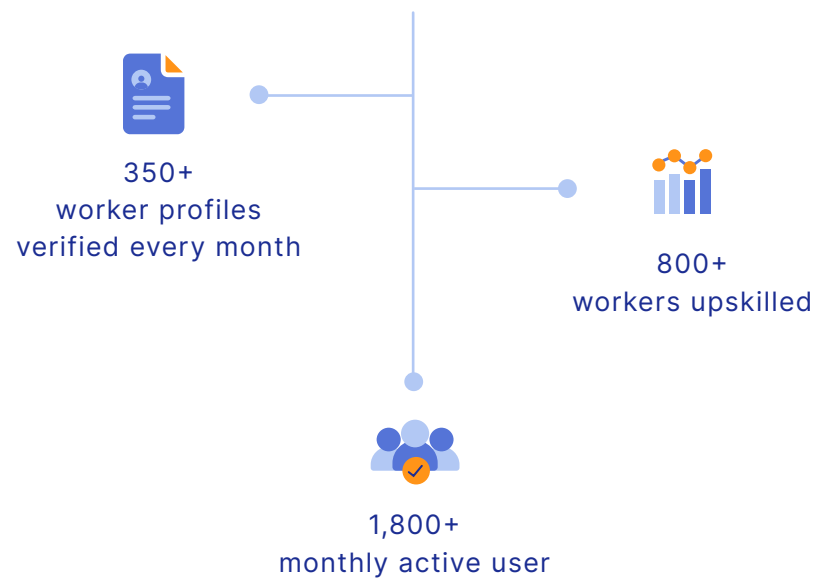 350+
worker profiles
verified every month
800+
workers upskilled
1,800+
monthly active user